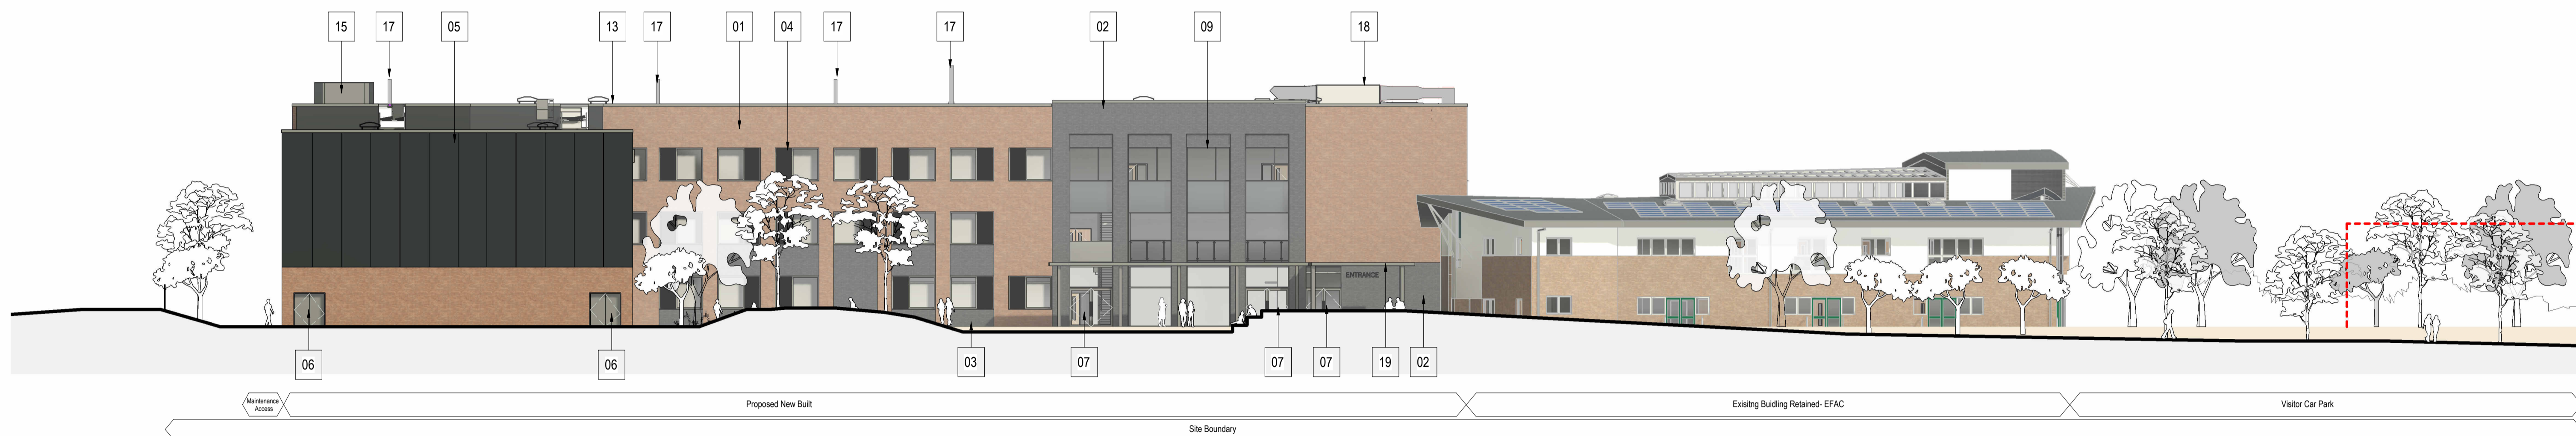 15
17
05
13
17
01
04
17
17
02
09
18
ENTRANCE
06
06
03
07
07
07
19
02
Maintenance
Access
Proposed New Built
Exisitng Buidling Retained- EFAC
Visitor Car Park
Site Boundary